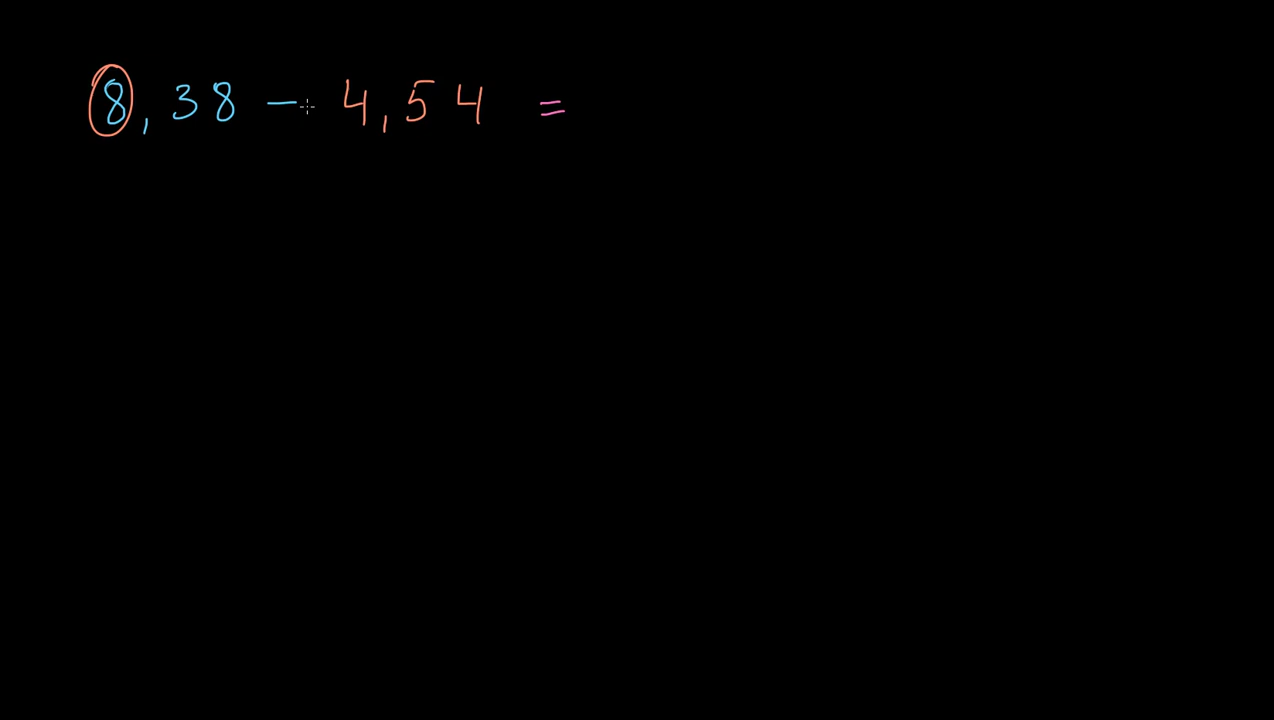 8,38 - 4,54 =